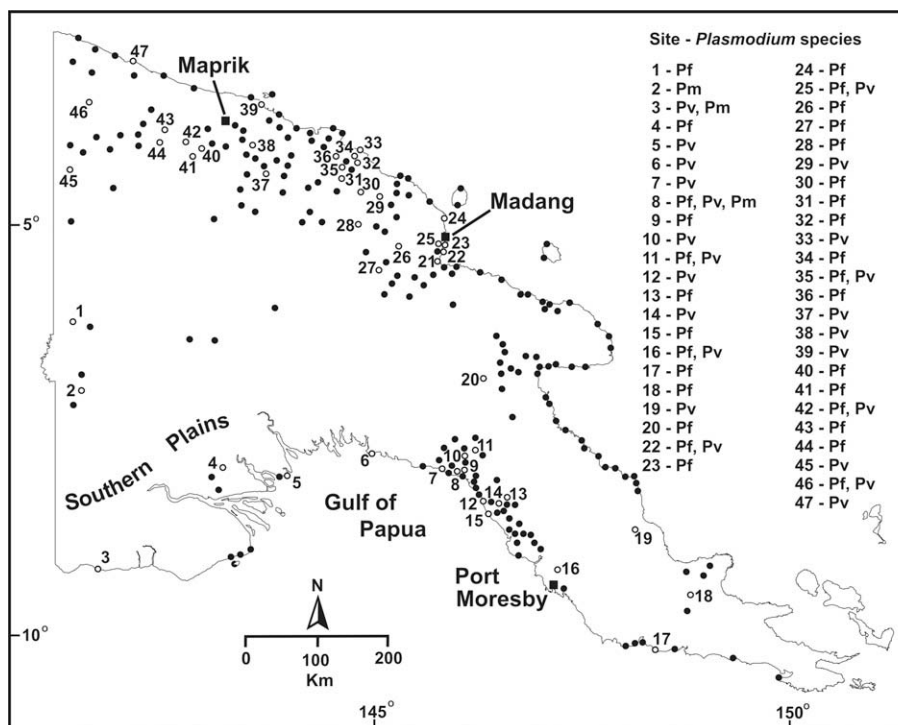 Site - Plasmodium species
1 - Pf
2 - Pm
3 - Pv, Pm
4 - Pf
5 - Pv
6 - Pv
7 - Pv
8 - Pf, Pv, Pm
9 - Pf
10 - Pv
11 - Pf, Pv
12 - Pv
13 - Pf
14 - Pv
15 - Pf
16 - Pf, Pv
17 - Pf
18 - Pf
19 - Pv
20 - Pf
22 - Pf, Pv
23 - Pf
24 - Pf
25 - Pf, Pv
26 - Pf
27 - Pf
28 - Pf
29 - Pv
30 - Pf
31 - Pf
32 - Pf
33 - Pv
34 - Pf
35 - Pf, Pv
36 - Pf
37 - Pv
38 - Pv
39 - Pv
40 - Pf
41 - Pf
42 - Pf, Pv
43 - Pf
44 - Pf
45 - Pv
46 - Pf, Pv
47 - Pv
47
Maprik
46
39
43
42
44
41
40
38
37
36
34
33
35
32
31
30
29
28
24
Madang
25
23
26
22
21
27
45
5°
1
2
20
Southern Plains
4
5
6
Gulf of
Papua
7
10
11
8
9
14
13
12
15
3
16
Port
Moresby
19
18
17
N
0
100
200
Km
10°
145°
150°